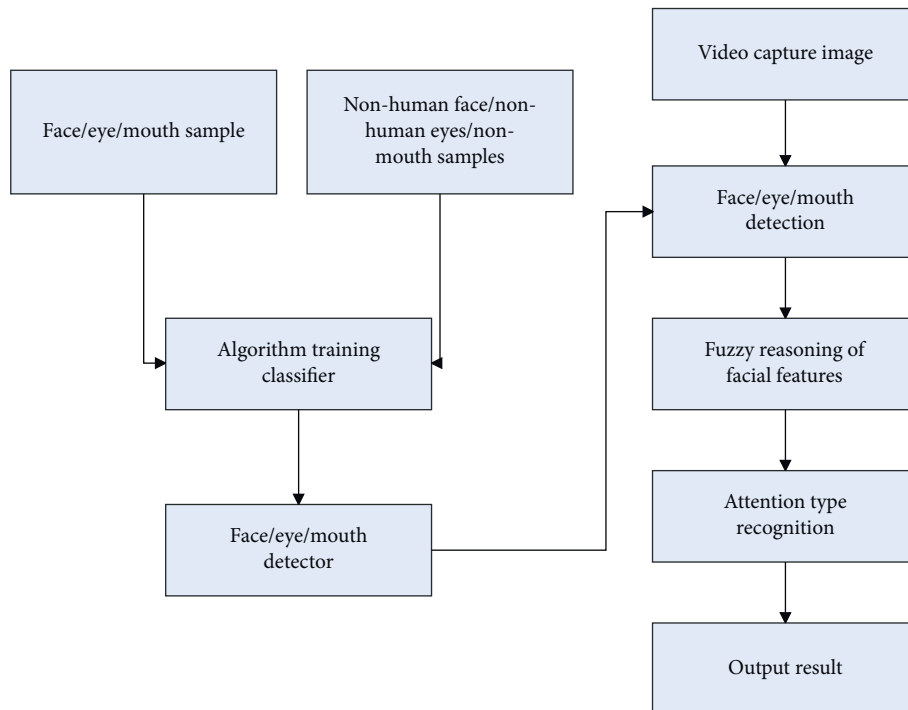 Face/eye/mouth sample
Non-human face/non-
human eyes/non-
mouth samples
Algorithm training
classifier
Face/eye/mouth
detector
Video capture image
Face/eye/mouth
detection
Fuzzy reasoning of
facial features
Attention type
recognition
Output result